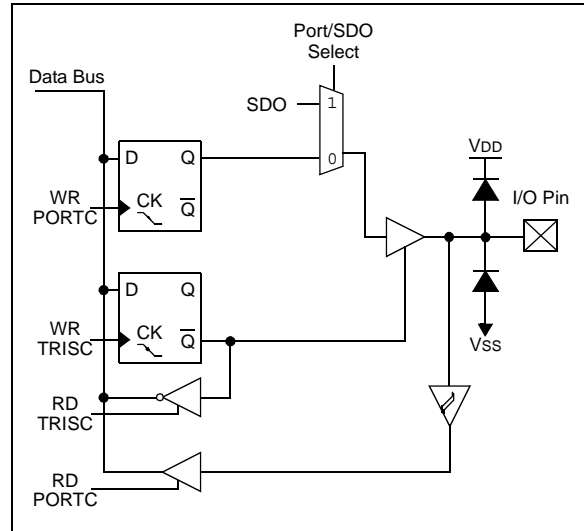 Port/SDO
Select
Data Bus
SDO
1
0
D
Q
CK
Q
WR
PORTC
VDD
I/O Pin
D
Q
CK
Q
WR
TRISC
VSS
RD
TRISC
RD
PORTC